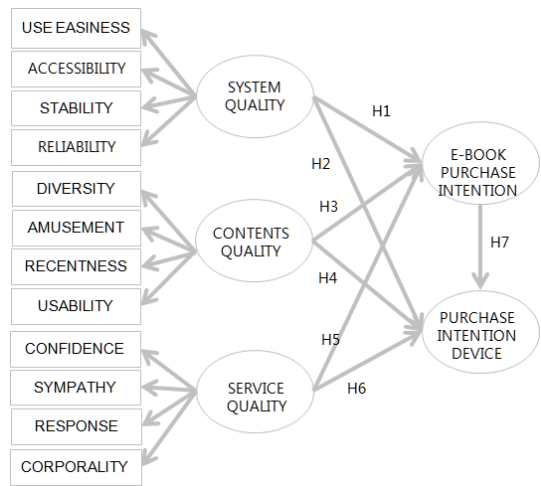 USE EASINESS
ACCESSIBILITY
STABILITY
RELIABILITY
DIVERSITY
AMUSEMENT
RECENTNESS
USABILITY
CONFIDENCE
SYMPATHY
RESPONSE
CORPORALITY
SYSTEM
QUALITY
CONTENTS
QUALITY
SERVICE
QUALITY
H1
H2
H3
H4
H5
H6
E-BOOK
PURCHASE
INTENTION
H7
PURCHASE
INTENTION
DEVICE